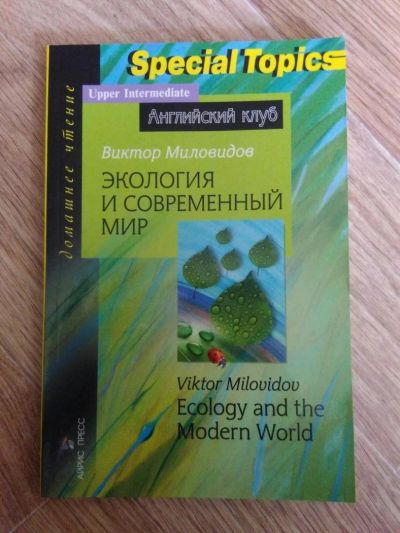 Special Topics
Upper Intermediate
Английский клуб
домашнее чтение
Виктор Миловидов
ЭКОЛОГИЯ
И СОВРЕМЕННЫЙ
МИР
Viktor Milovidov
Ecology and the
Modern World
АЙРИС ПРЕСС